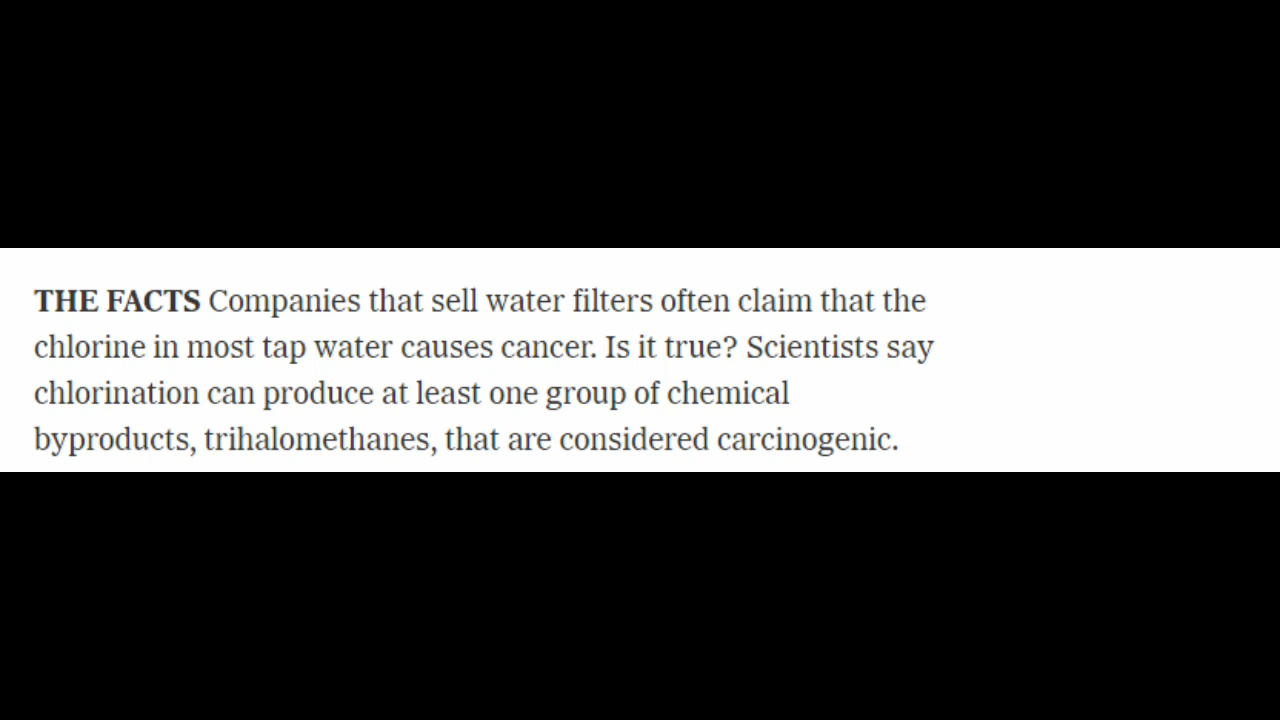 THE FACTS Companies that sell water filters often claim that the
chlorine in most tap water causes cancer. Is it true? Scientists say
chlorination can produce at least one group of chemical
byproducts, trihalomethanes, that are considered carcinogenic.